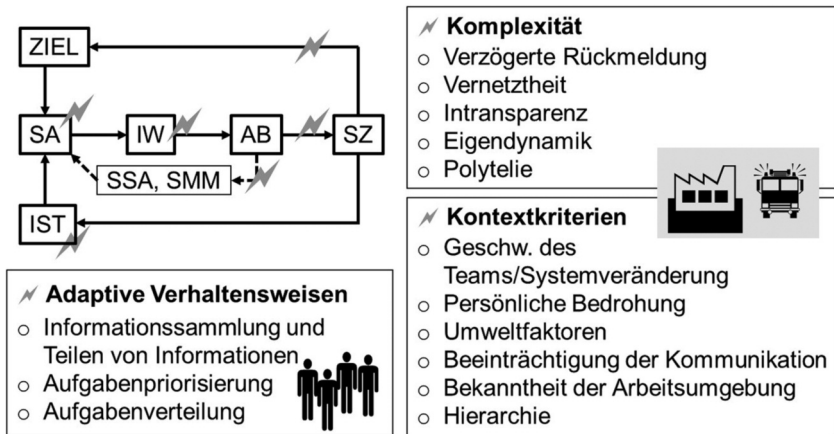 ZIEL
SA
IW
AB
SZ
SSA, SMM
IST
Adaptive Verhaltensweisen
o Informationssammlung und
Teilen von Informationen
o Aufgabenpriorisierung
o Aufgabenverteilung
Komplexität
o Verzögerte Rückmeldung
o Vernetztheit
o Intransparenz
o Eigendynamik
o Polytelie
Kontextkriterien
o Geschw. des
Teams/Systemveränderung
o Persönliche Bedrohung
o Umweltfaktoren
o Beeinträchtigung der Kommunikation
o Bekanntheit der Arbeitsumgebung
o Hierarchie